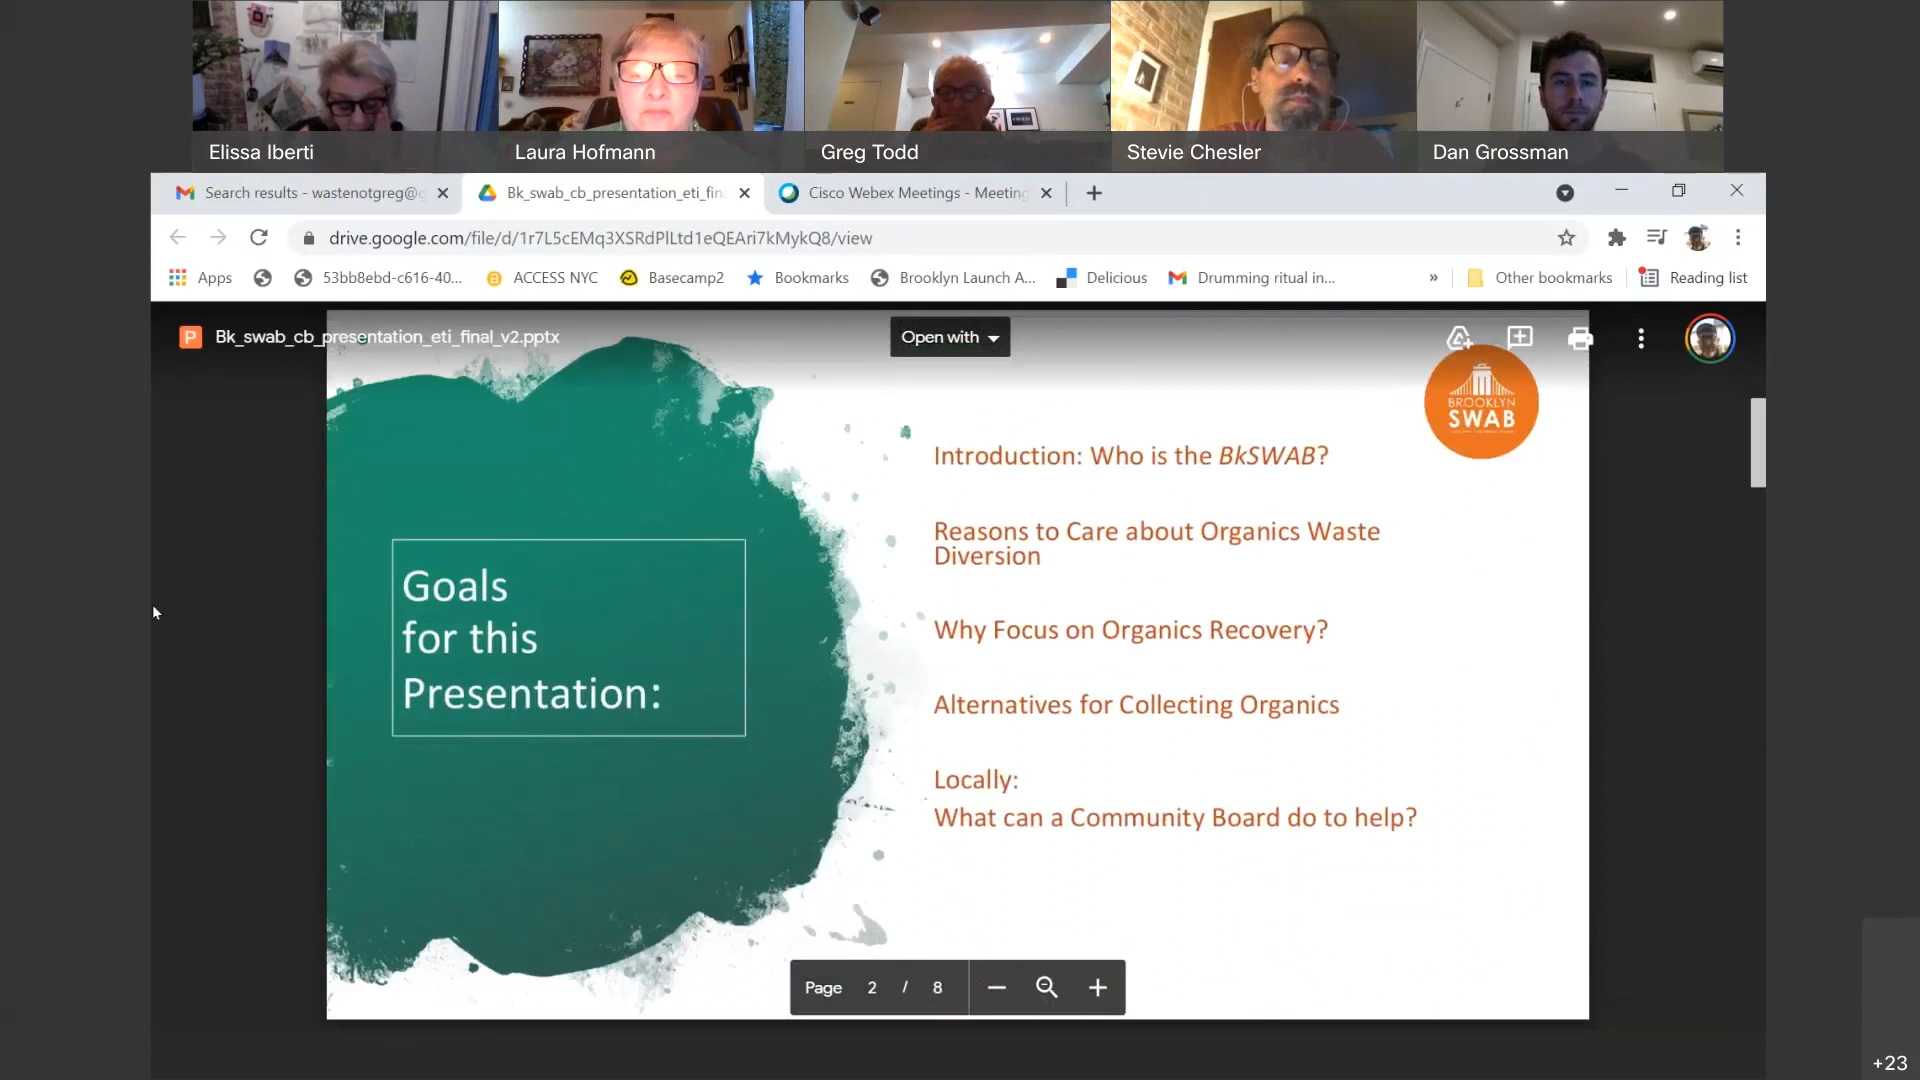 Elissa Iberti
Laura Hofmann
Greg Todd
Stevie Chesler
Dan Grossman
Search results - wastenotgreg@g
Bk_swab_cb_presentation_eti_fina
Cisco Webex Meetings - Meeting
drive.google.com/file/d/1r7L5cEMq3XSRdPlLtd1eQEAri7kMykQ8/view
Apps
53bb8ebd-c616-40...
ACCESS NYC
Basecamp2
Bookmarks
Brooklyn Launch A...
Delicious
Drumming ritual in...
»
Other bookmarks
Reading list
P
Bk_swab_cb_presentation_eti_final_v2.pptx
Open with
BROOKLYN
SWAB
Goals
for this
Presentation:
Introduction: Who is the BkSWAB?
Reasons to Care about Organics Waste
Diversion
Why Focus on Organics Recovery?
Alternatives for Collecting Organics
Locally:
What can a Community Board do to help?
Page 2 / 8
+23